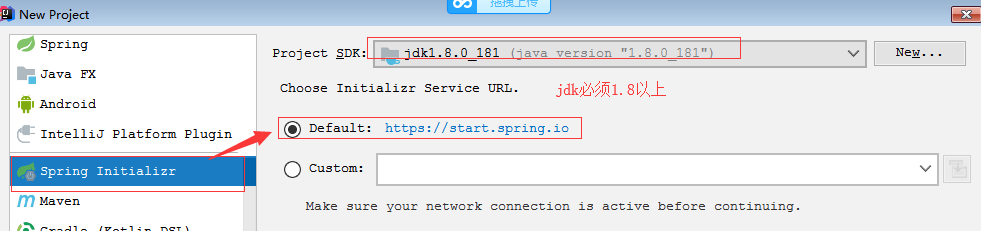 拖拽上传
New Project
Spring
Java FX
Android
IntelliJ Platform Plugin
Spring Initializr
Maven
Gradle (Kotlin DSL)
Project SDK: jdk1.8.0_181 (java version "1.8.0_181") New...
Choose Initializr Service URL. jdk必须1.8以上
Default: https://start.spring.io
Custom:
Make sure your network connection is active before continuing.